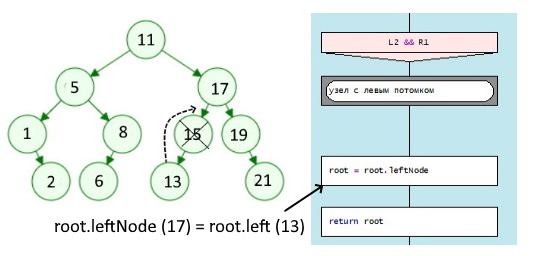 11
5
17
1
8
15
19
2
6
13
21
root.leftNode (17) = root.left (13)
L2 && R1
узел с левым потомком
root = root.leftNode
return root